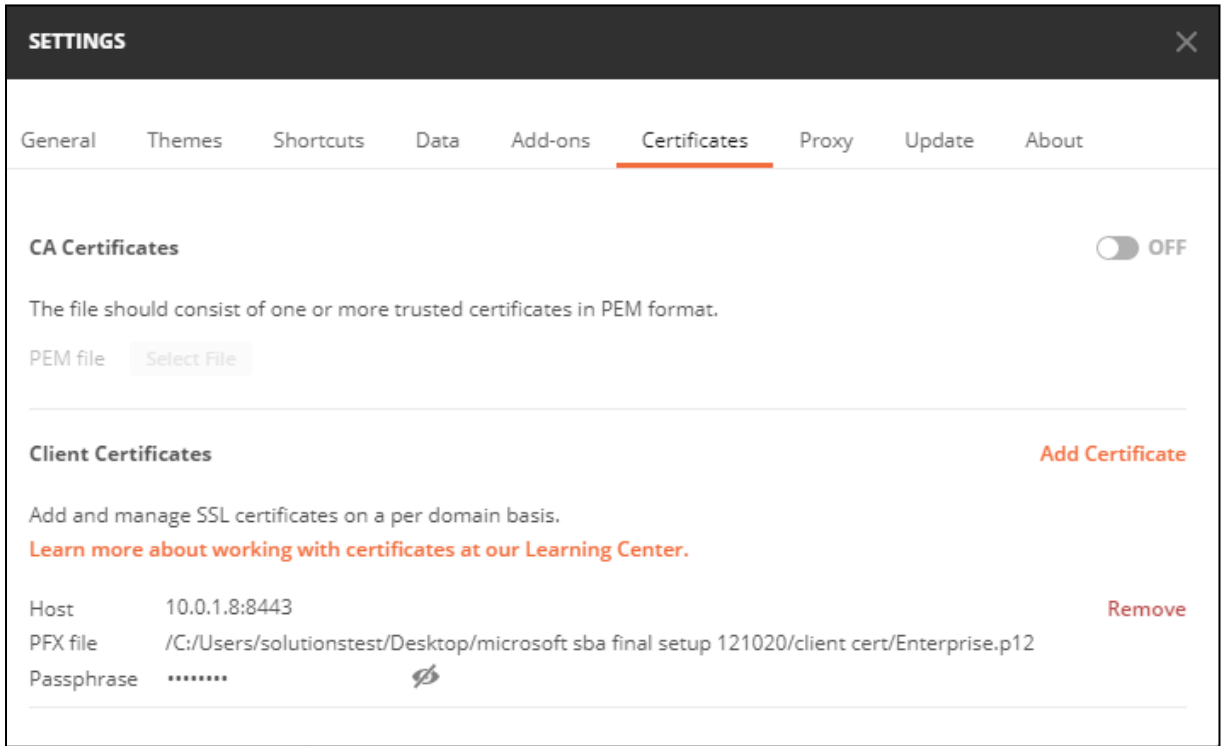 SETTINGS
General Themes Shortcuts Data Add-ons Certificates Proxy Update About
CA Certificates OFF
The file should consist of one or more trusted certificates in PEM format.
PEM file Select File
Client Certificates Add Certificate
Add and manage SSL certificates on a per domain basis.
Learn more about working with certificates at our Learning Center.
Host 10.0.1.8:8443 Remove
PFX file /C:/Users/solutionstest/Desktop/microsoft sba final setup 121020/client cert/Enterprise.p12
Passphrase ••••••••